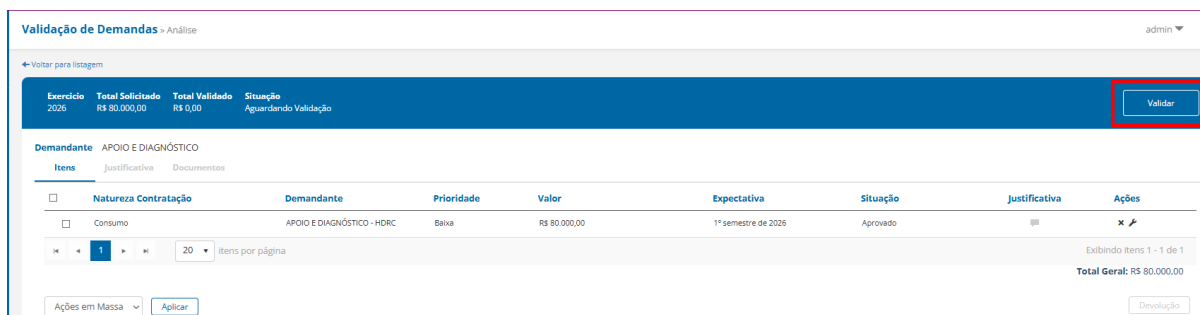 Validação de Demandas » Análise
admin
Voltar para listagem
Exercício Total Solicitado Total Validado Situação
2026 R$ 80.000,00 R$ 0,00 Aguardando Validação
Validar
Demandante APOIO E DIAGNÓSTICO
Itens Justificativa Documentos
Natureza Contratação Demandante Prioridade Valor Expectativa Situação Justificativa Ações
Consumo APOIO E DIAGNÓSTICO - HDRC Baixa R$ 80.000,00 1º semestre de 2026 Aprovado
1 20 itens por página Exibindo itens 1 - 1 de 1
Total Geral: R$ 80.000,00
Ações em Massa Aplicar Devolução